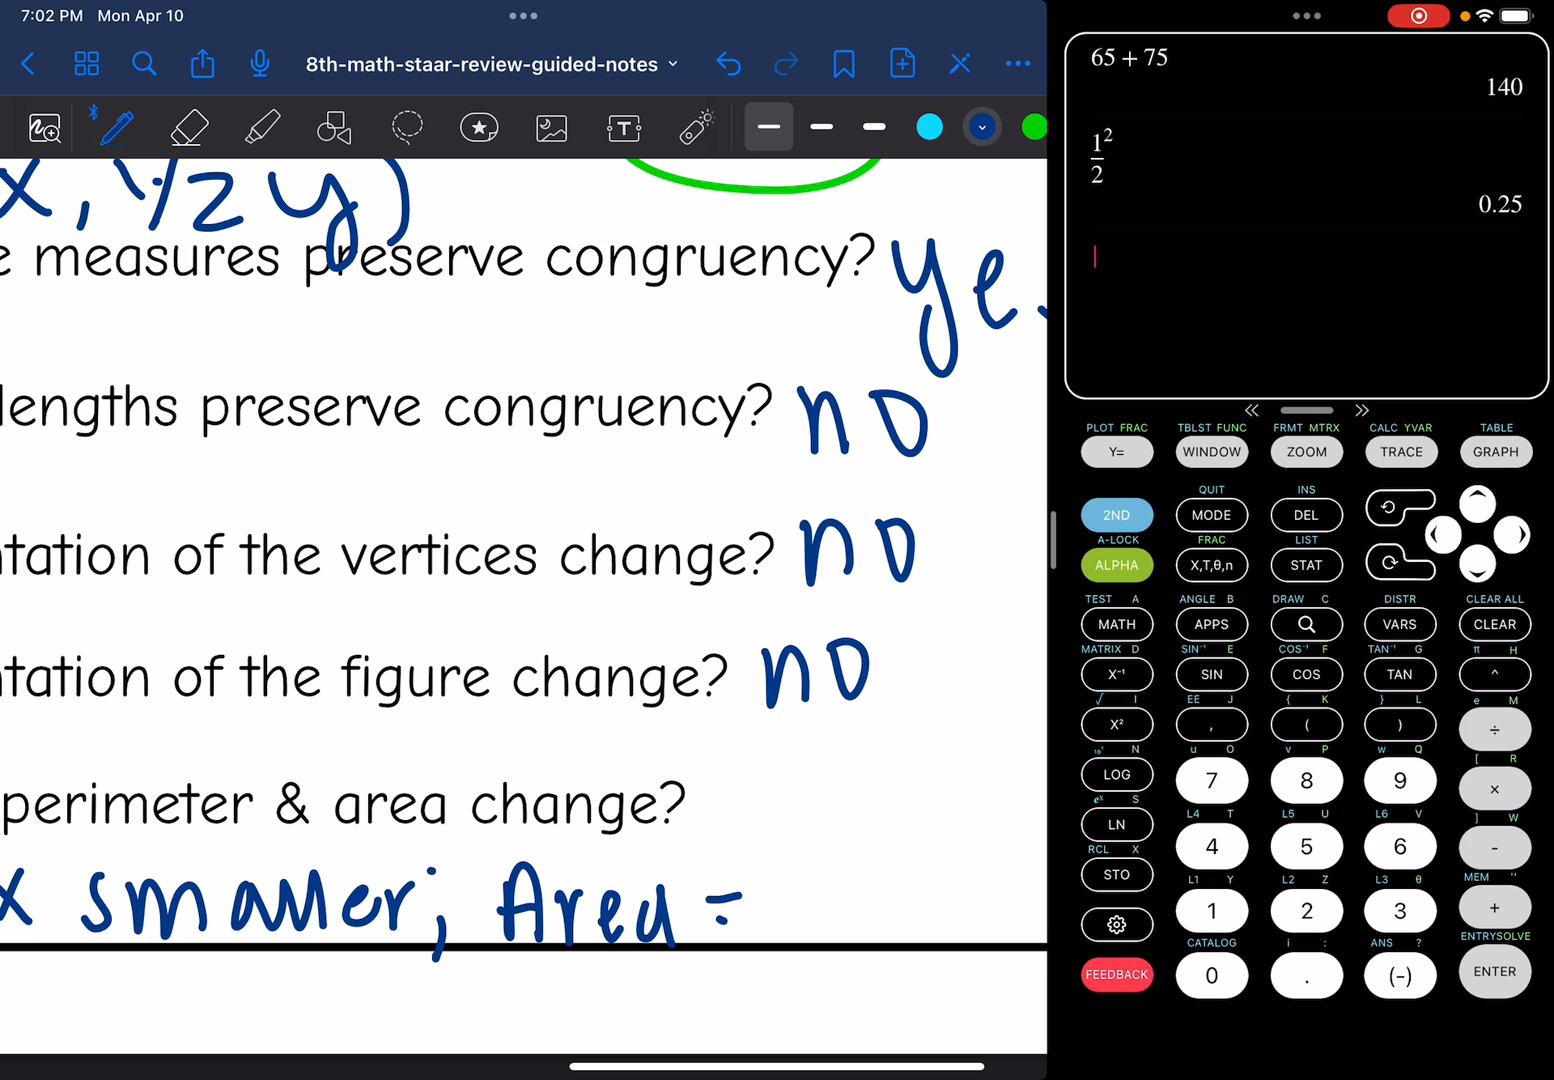 7:02 PM Mon Apr 10
8th-math-staar-review-guided-notes
x, 1/2 y)
e measures preserve congruency? ye
lengths preserve congruency? no
ntation of the vertices change? no
ntation of the figure change? no
perimeter & area change?
x smaller; Area =
65 + 75
140
1²/2
0.25
PLOT FRAC TBLST FUNC FRMT MTRX CALC YVAR TABLE
Y= WINDOW ZOOM TRACE GRAPH
QUIT INS
2ND MODE DEL
A-LOCK FRAC LIST
ALPHA X,T,θ,n STAT
TEST A ANGLE B DRAW C DISTR CLEAR ALL
MATH APPS VARS CLEAR
MATRIX D SIN⁻¹ E COS⁻¹ F TAN⁻¹ G π H
X⁻¹ SIN COS TAN ^
√ I EE J { K } L e M
X² , ( ) ÷
10ˣ N u O v P w Q [ R
LOG 7 8 9 ×
eˣ S L4 T L5 U L6 V ] W
LN 4 5 6 -
RCL X L1 Y L2 Z L3 θ MEM "
STO 1 2 3 +
CATALOG i : ANS ? ENTRY SOLVE
FEEDBACK 0 . (-) ENTER